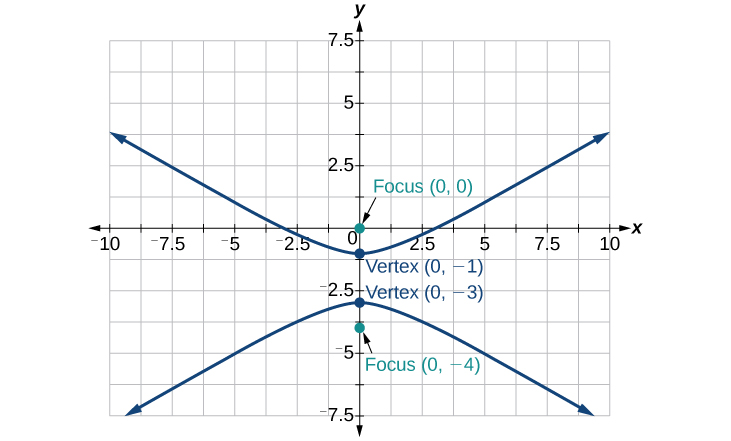 y
7.5
5
2.5
Focus (0, 0)
x
−10 −7.5 −5 −2.5 0 2.5 5 7.5 10
Vertex (0, −1)
−2.5
Vertex (0, −3)
−5
Focus (0, −4)
−7.5